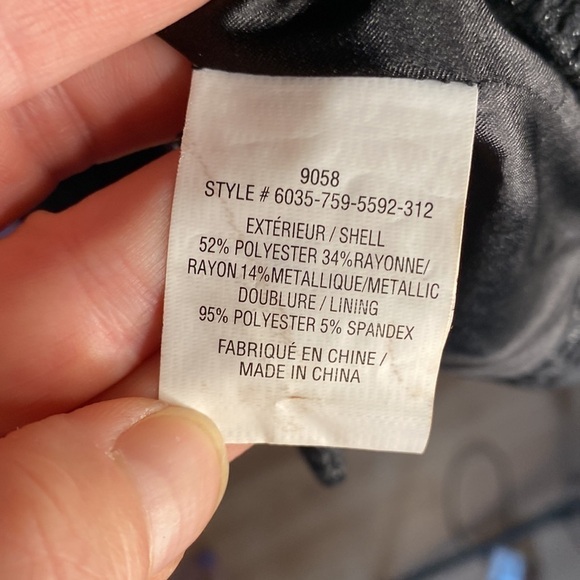 9058
STYLE # 6035-759-5592-312
EXTÉRIEUR / SHELL
52% POLYESTER 34%RAYONNE/
RAYON 14%METALLIQUE/METALLIC
DOUBLURE / LINING
95% POLYESTER 5% SPANDEX
FABRIQUÉ EN CHINE /
MADE IN CHINA